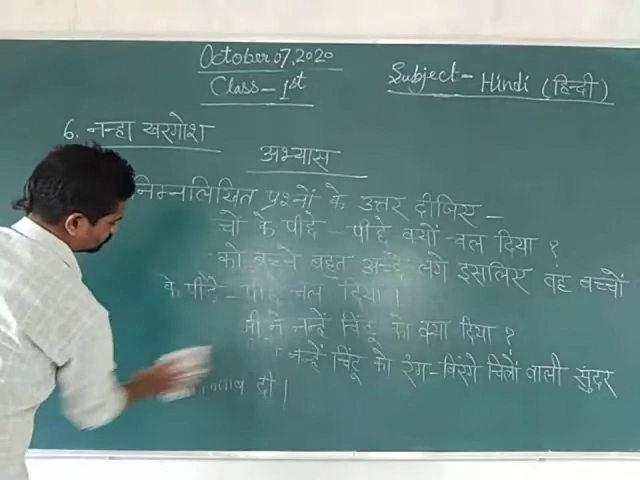 October 07, 2020
Class - 1st
Subject - Hindi (हिन्दी)
6. नन्हा खरगोश
अभ्यास
निम्नलिखित प्रश्नों के उत्तर दीजिए -
के पीछे - पीछे क्यों चल दिया ?
को बच्चे बहुत अच्छे लगे इसलिए वह बच्चों
के पीछे - पीछे चल दिया ।
ने नन्हें चिंटू को क्या दिया ?
नन्हें चिंटू को रंग-बिरंगे चित्रों वाली सुंदर
दी ।